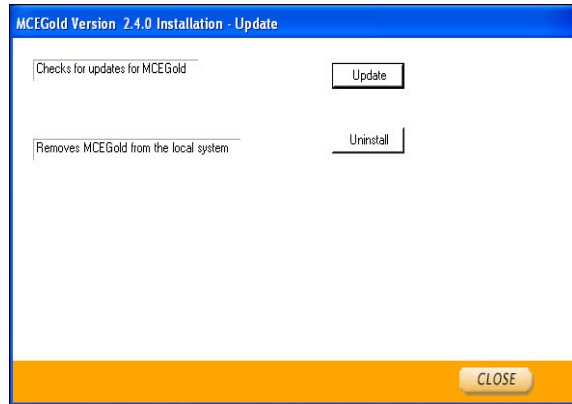 MCEGold Version 2.4.0 Installation - Update
Checks for updates for MCEGold
Update
Removes MCEGold from the local system
Uninstall
CLOSE